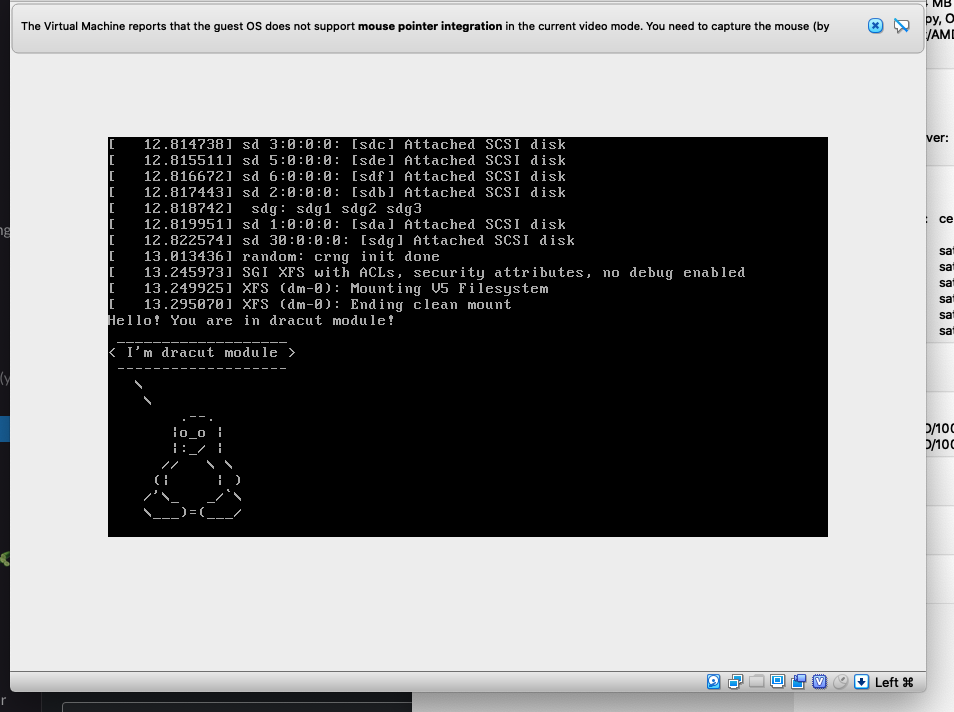 The Virtual Machine reports that the guest OS does not support mouse pointer integration in the current video mode. You need to capture the mouse (by
[   12.814738] sd 3:0:0:0: [sdc] Attached SCSI disk
[   12.815511] sd 5:0:0:0: [sde] Attached SCSI disk
[   12.816672] sd 6:0:0:0: [sdf] Attached SCSI disk
[   12.817443] sd 2:0:0:0: [sdb] Attached SCSI disk
[   12.818742]  sdg: sdg1 sdg2 sdg3
[   12.819951] sd 1:0:0:0: [sda] Attached SCSI disk
[   12.822574] sd 30:0:0:0: [sdg] Attached SCSI disk
[   13.013436] random: crng init done
[   13.245973] SGI XFS with ACLs, security attributes, no debug enabled
[   13.249925] XFS (dm-0): Mounting V5 Filesystem
[   13.295070] XFS (dm-0): Ending clean mount
Hello! You are in dracut module!
< I'm dracut module >
Left ⌘
MB
py, O
/AMD
ver:
ce
sat
sat
sat
sat
sat
sat
0/100
0/100